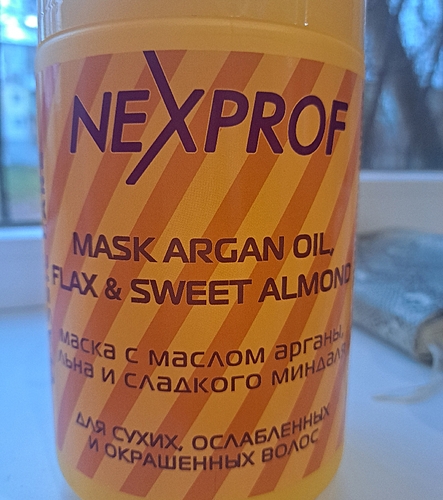 NEXPROF
MASK ARGAN OIL,
FLAX & SWEET ALMOND
маска с маслом арганы,
льна и сладкого миндаля
для сухих, ослабленных
и окрашенных волос